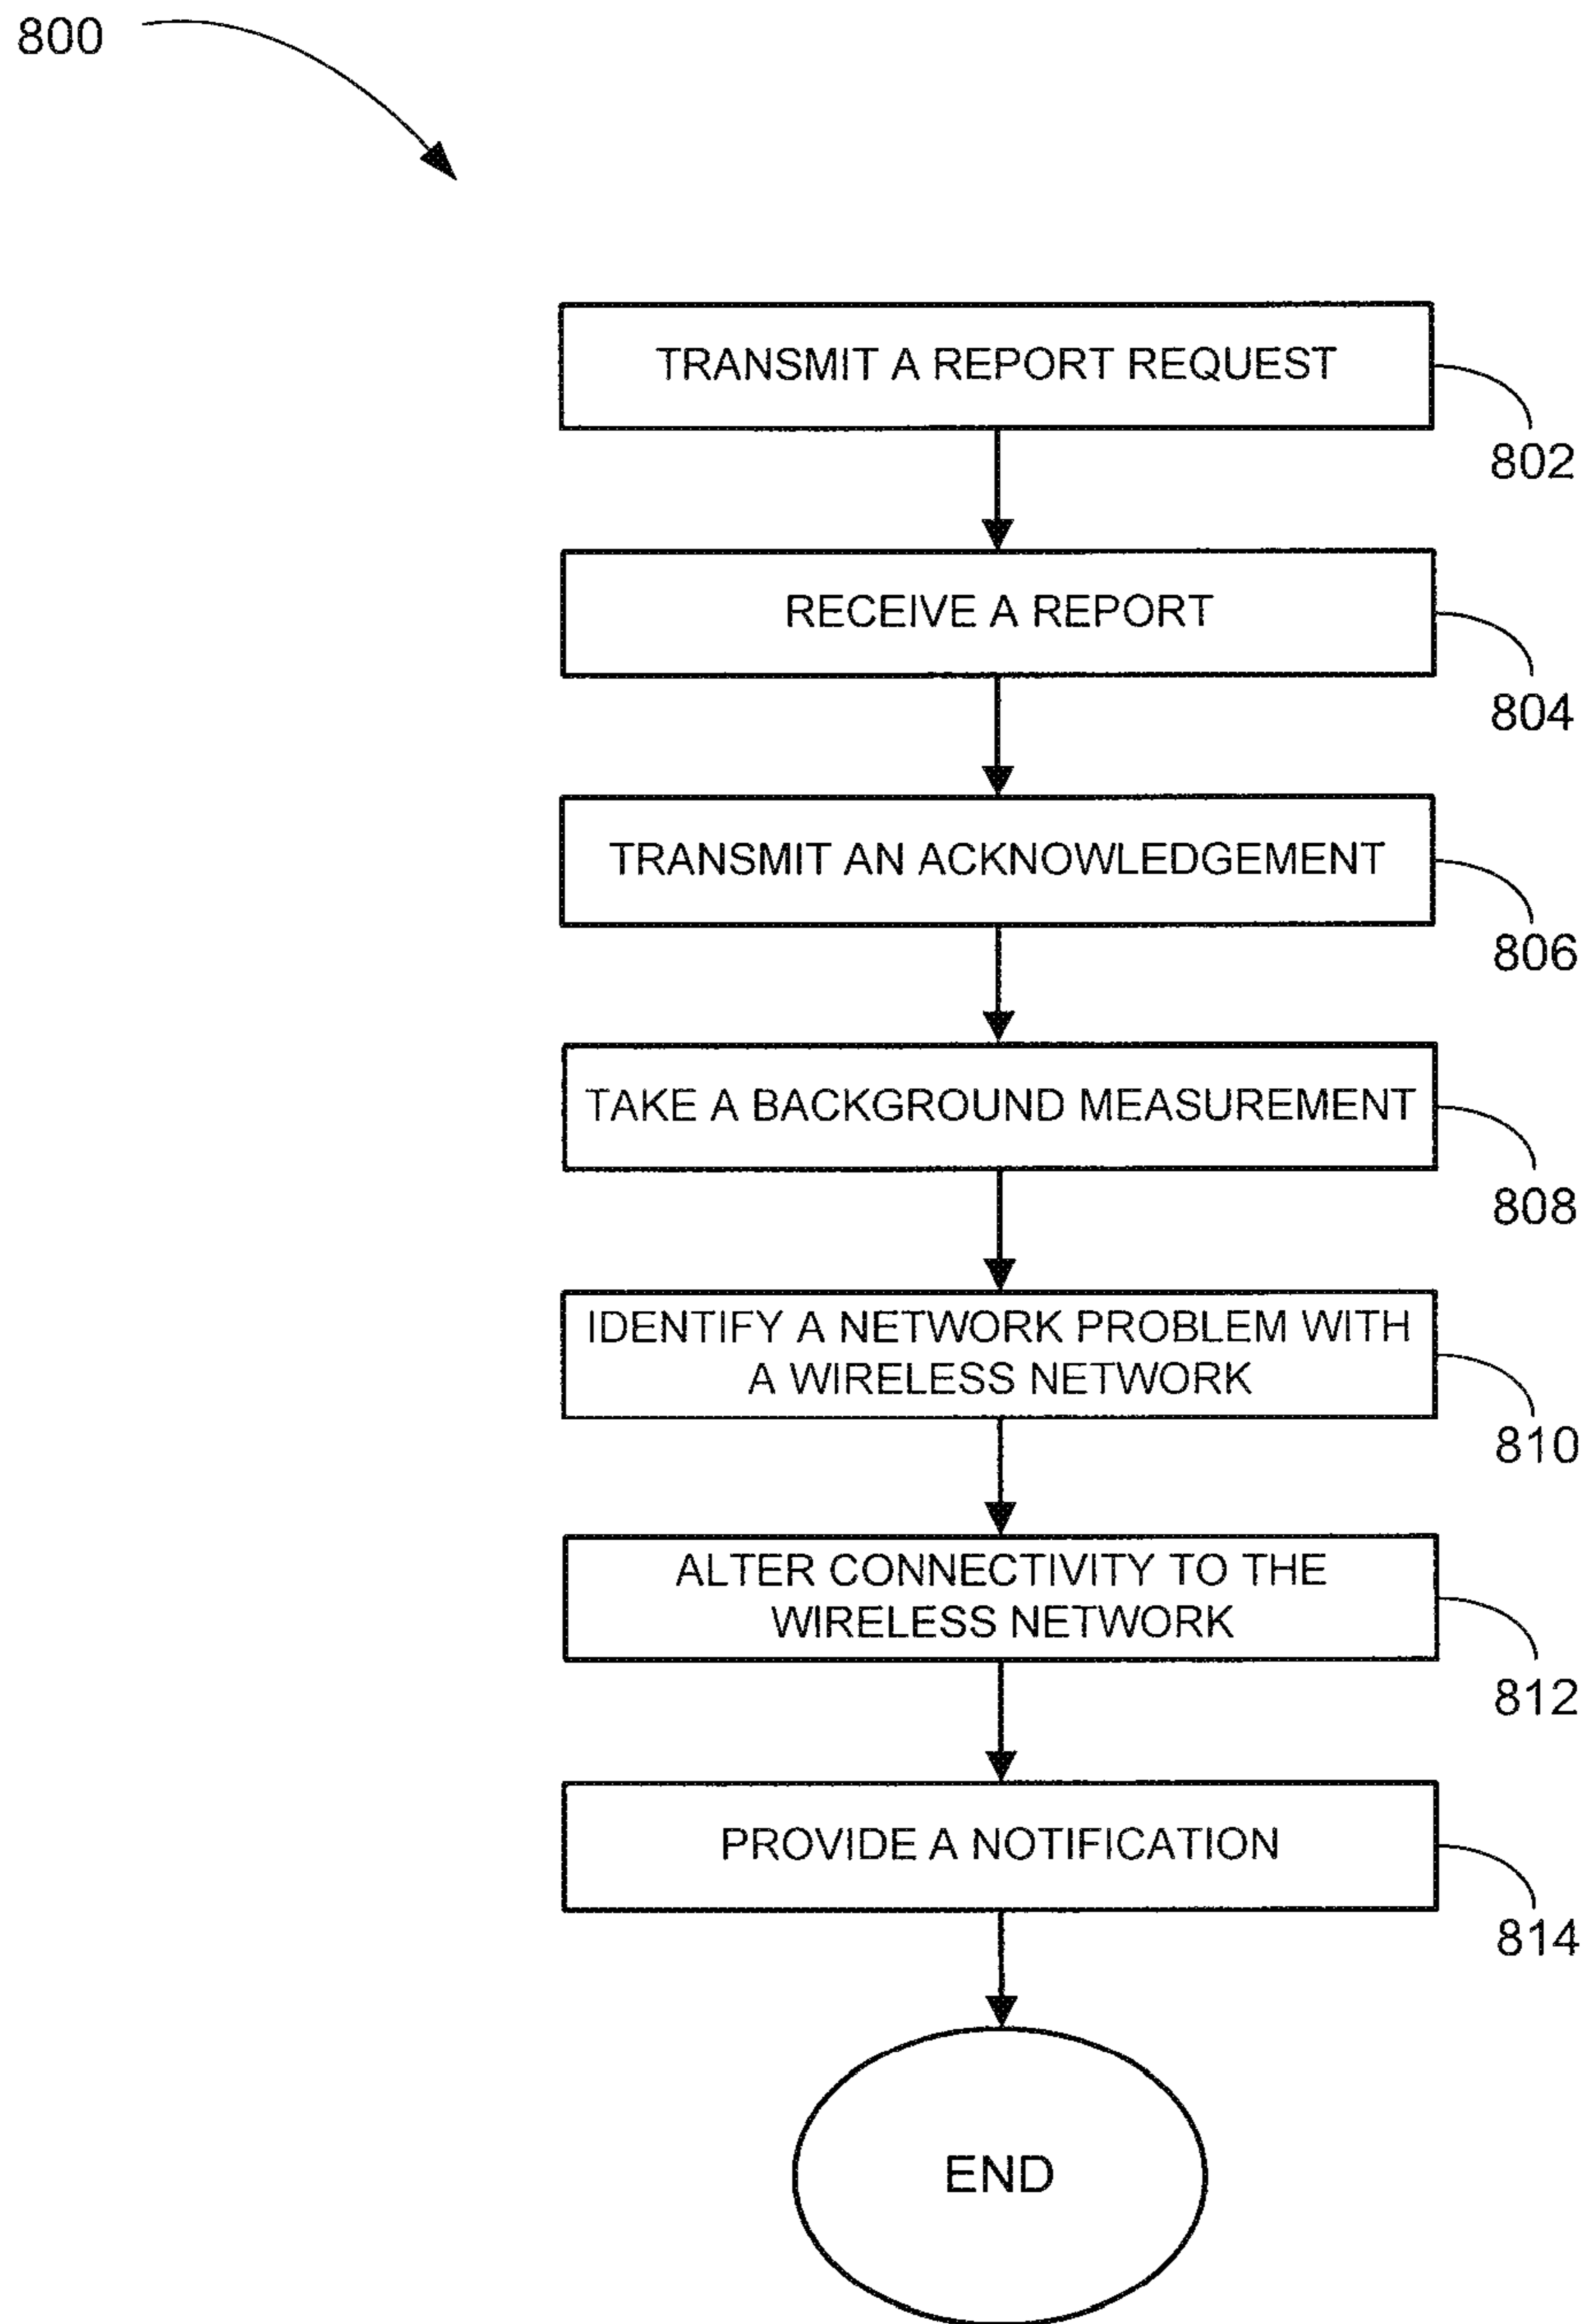 800
TRANSMIT A REPORT REQUEST
802
RECEIVE A REPORT
804
TRANSMIT AN ACKNOWLEDGEMENT
806
TAKE A BACKGROUND MEASUREMENT
808
IDENTIFY A NETWORK PROBLEM WITH
A WIRELESS NETWORK
810
ALTER CONNECTIVITY TO THE
WIRELESS NETWORK
812
PROVIDE A NOTIFICATION
814
END